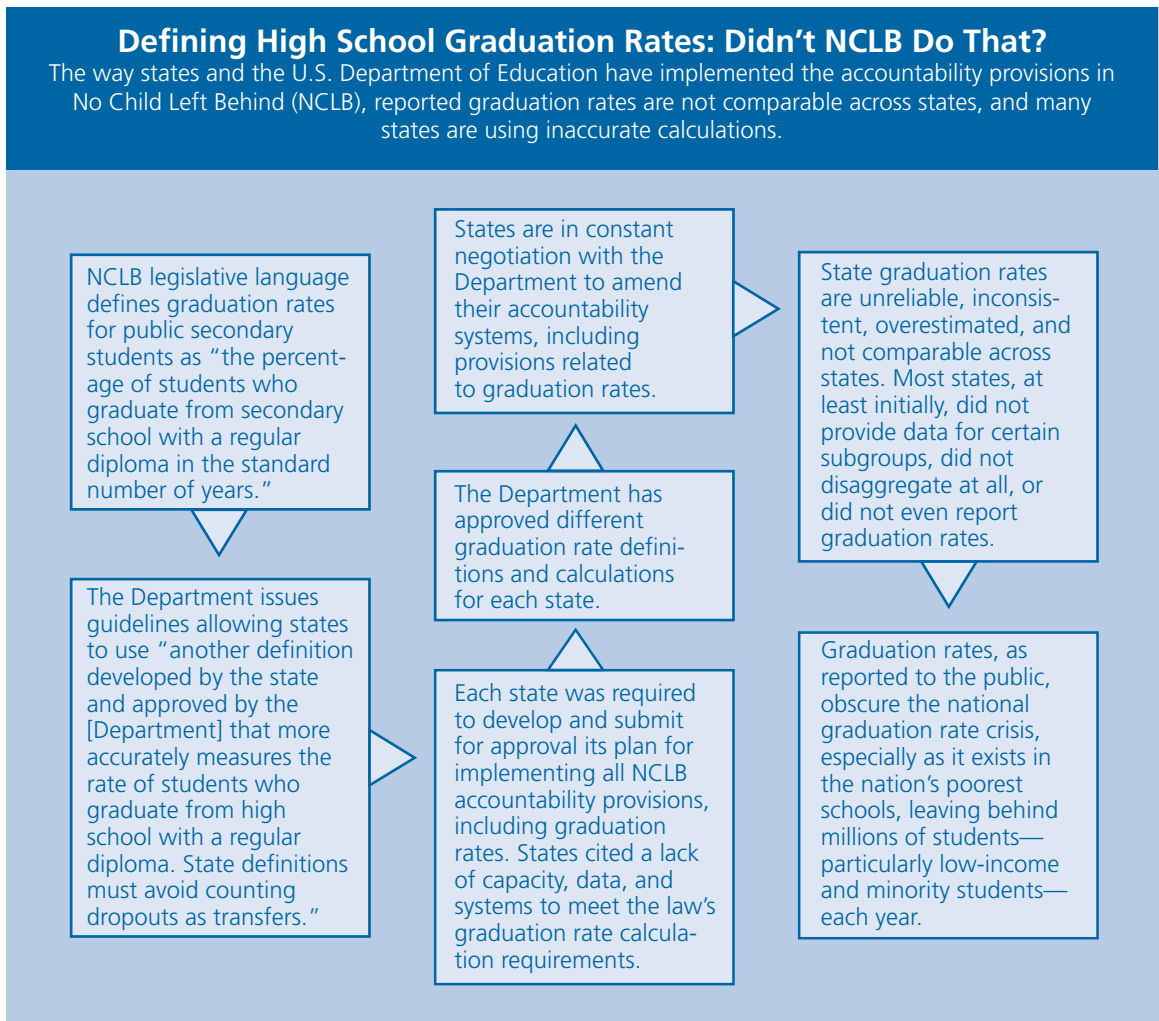 Defining High School Graduation Rates: Didn't NCLB Do That?
The way states and the U.S. Department of Education have implemented the accountability provisions in
No Child Left Behind (NCLB), reported graduation rates are not comparable across states, and many
states are using inaccurate calculations.
NCLB legislative language
defines graduation rates
for public secondary
students as “the percent-
age of students who
graduate from secondary
school with a regular
diploma in the standard
number of years.”
The Department issues
guidelines allowing states
to use “another definition
developed by the state
and approved by the
[Department] that more
accurately measures the
rate of students who
graduate from high
school with a regular
diploma. State definitions
must avoid counting
dropouts as transfers.”
Each state was required
to develop and submit
for approval its plan for
implementing all NCLB
accountability provisions,
including graduation
rates. States cited a lack
of capacity, data, and
systems to meet the law’s
graduation rate calcula-
tion requirements.
The Department has
approved different
graduation rate defini-
tions and calculations
for each state.
States are in constant
negotiation with the
Department to amend
their accountability
systems, including
provisions related
to graduation rates.
State graduation rates
are unreliable, inconsis-
tent, overestimated, and
not comparable across
states. Most states, at
least initially, did not
provide data for certain
subgroups, did not
disaggregate at all, or
did not even report
graduation rates.
Graduation rates, as
reported to the public,
obscure the national
graduation rate crisis,
especially as it exists in
the nation’s poorest
schools, leaving behind
millions of students—
particularly low-income
and minority students—
each year.